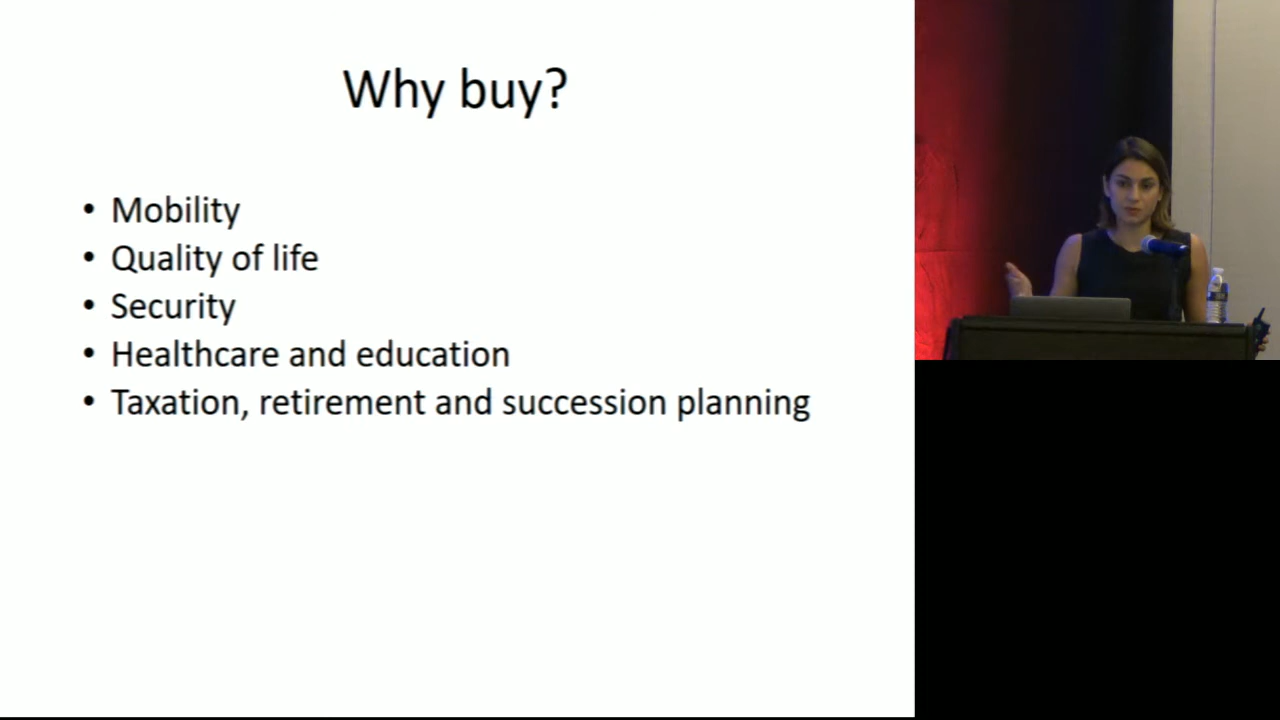 Why buy?
• Mobility
• Quality of life
• Security
• Healthcare and education
• Taxation, retirement and succession planning